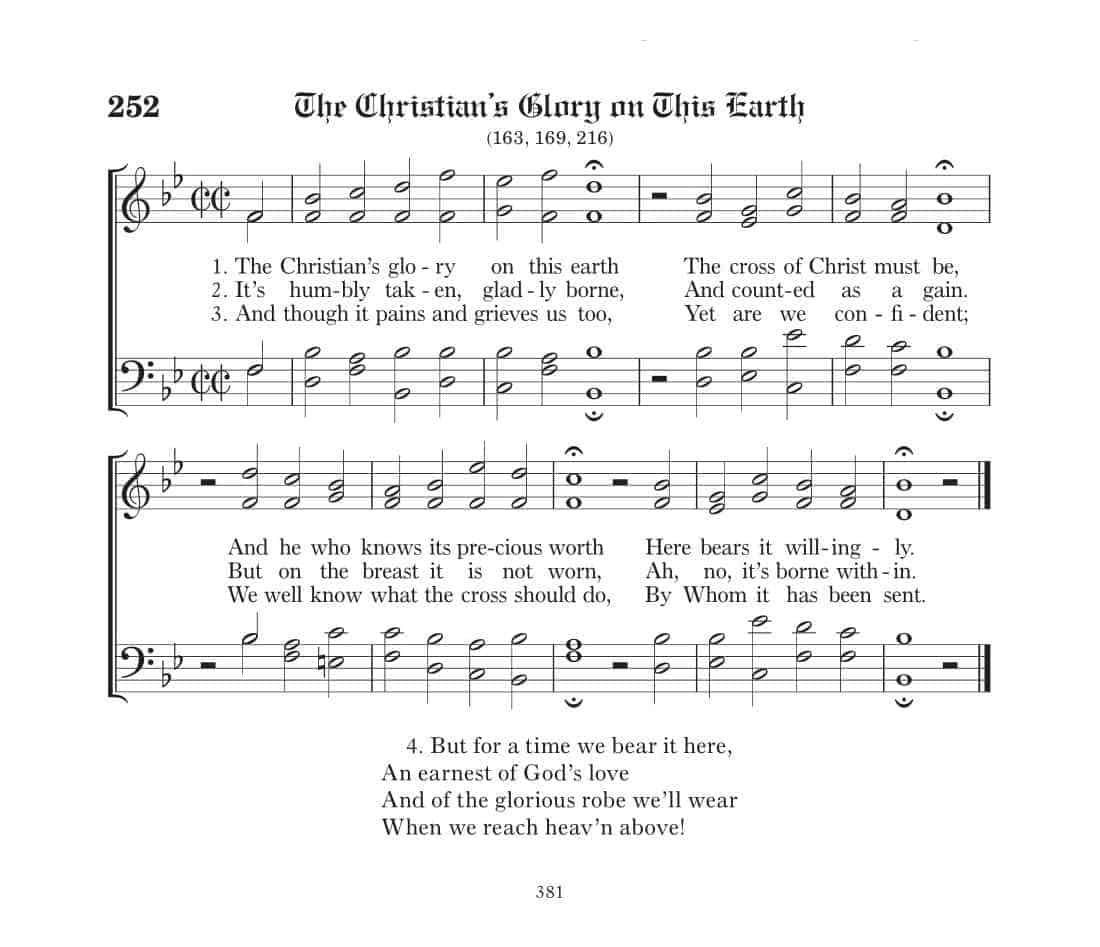 252 The Christian's Glory on This Earth
(163, 169, 216)
1. The Christian's glo - ry on this earth The cross of Christ must be,
2. It's hum-bly tak - en, glad - ly borne, And count-ed as a gain.
3. And though it pains and grieves us too, Yet are we con - fi - dent;
And he who knows its pre-cious worth Here bears it will-ing - ly.
But on the breast it is not worn, Ah, no, it's borne with-in.
We well know what the cross should do, By Whom it has been sent.
4. But for a time we bear it here,
An earnest of God's love
And of the glorious robe we'll wear
When we reach heav'n above!
381